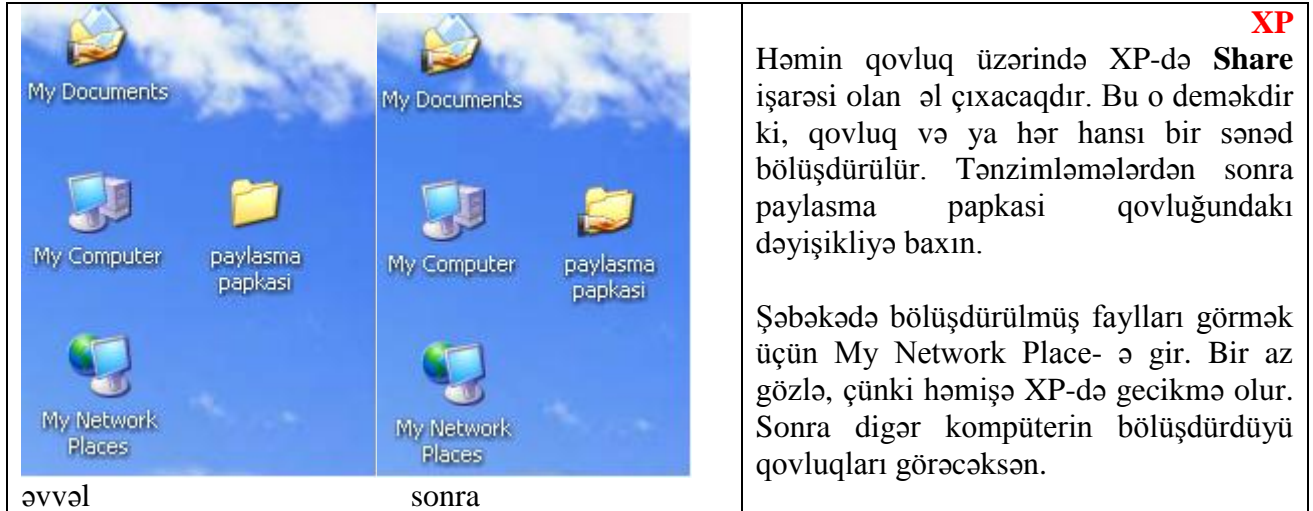 My Documents
My Computer
paylasma
papkasi
My Network
Places
əvvəl
My Documents
My Computer
paylasma
papkasi
My Network
Places
sonra
XP
Həmin qovluq üzərində XP-də Share
işarəsi olan əl çıxacaqdır. Bu o deməkdir
ki, qovluq və ya hər hansı bir sənəd
bölüşdürülür. Tənzimləmələrdən sonra
paylasma papkasi qovluğundakı
dəyişikliyə baxın.
Şəbəkədə bölüşdürülmüş faylları görmək
üçün My Network Place- ə gir. Bir az
gözlə, çünki həmişə XP-də gecikmə olur.
Sonra digər kompüterin bölüşdürdüyü
qovluqları görəcəksən.